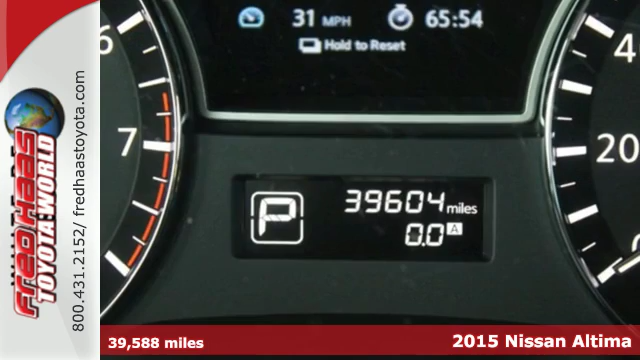 31 MPH 65:54
Hold to Reset
6
7
20
P
39604 miles
0.0 A
FRED HAAS
TOYOTA WORLD
800.431.2152/ fredhaastoyota.com
39,588 miles
2015 Nissan Altima